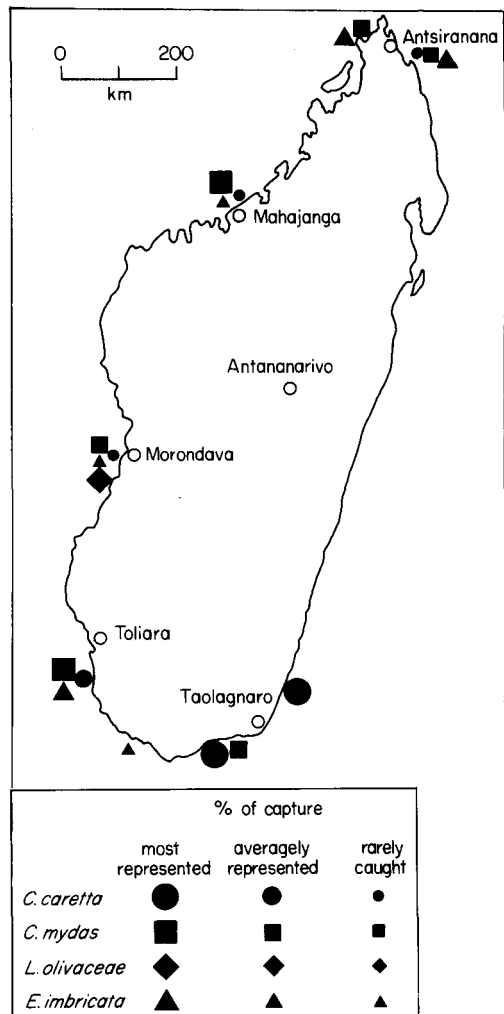 0 200
km
Antsiranana
Mahajanga
Antananarivo
Morondava
Toliara
Taolagnaro
% of capture
most represented averagely represented rarely caught
C. caretta
C. mydas
L. olivaceae
E. imbricata